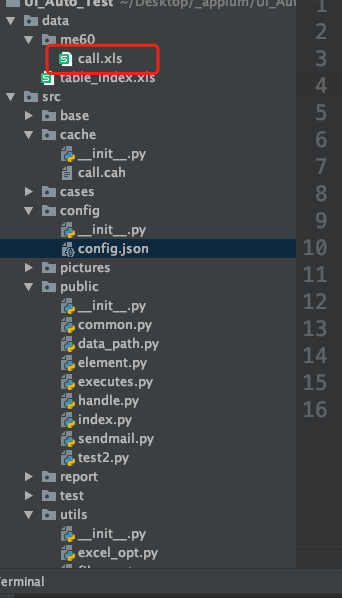 UI_Auto_Test ~/Desktop/_appium/UI_Au
data
me60
call.xls
table_index.xls
src
base
cache
__init__.py
call.cah
cases
config
__init__.py
config.json
pictures
public
__init__.py
common.py
data_path.py
element.py
executes.py
handle.py
index.py
sendmail.py
test2.py
report
test
utils
__init__.py
excel_opt.py
Terminal
1
2
3
4
5
6
7
8
9
10
11
12
13
14
15
16